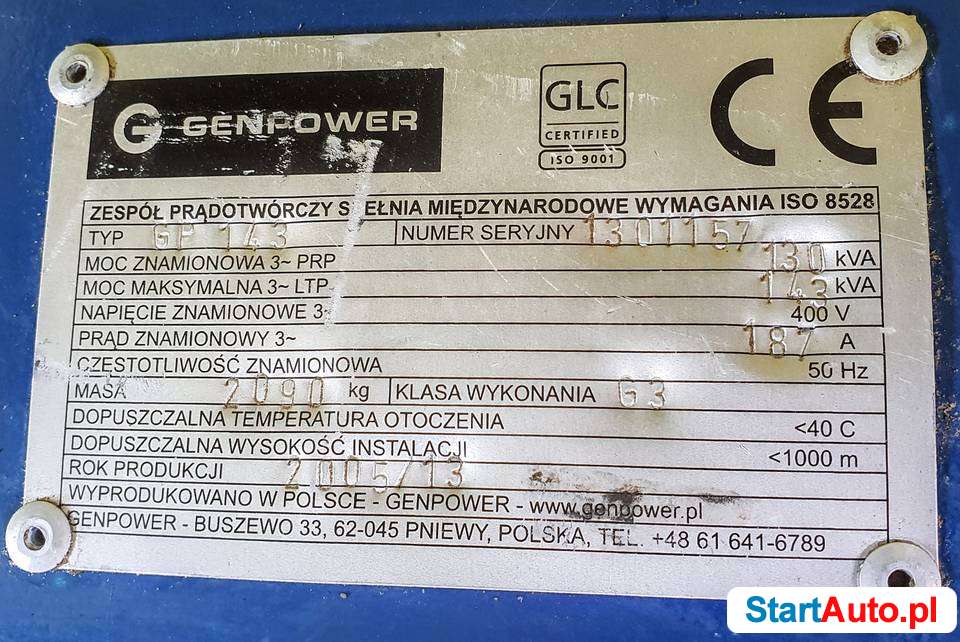 GENPOWER
GLC
CERTIFIED
ISO 9001
CE
ZESPÓŁ PRĄDOTWÓRCZY S EŁNIA MIĘDZYNARODOWE WYMAGANIA ISO 8528
TYP GP 143 NUMER SERYJNY 1301157
MOC ZNAMIONOWA 3~ PRP 130 kVA
MOC MAKSYMALNA 3~ LTP 143 kVA
NAPIĘCIE ZNAMIONOWE 3~ 400 V
PRĄD ZNAMIONOWY 3~ 187 A
CZĘSTOTLIWOŚĆ ZNAMIONOWA 50 Hz
MASA 2090 kg KLASA WYKONANIA G3
DOPUSZCZALNA TEMPERATURA OTOCZENIA <40 C
DOPUSZCZALNA WYSOKOŚĆ INSTALACJI <1000 m
ROK PRODUKCJI 2005/13
WYPRODUKOWANO W POLSCE - GENPOWER - www.genpower.pl
GENPOWER - BUSZEWO 33, 62-045 PNIEWY, POLSKA, TEL. +48 61 641-6789
StartAuto.pl